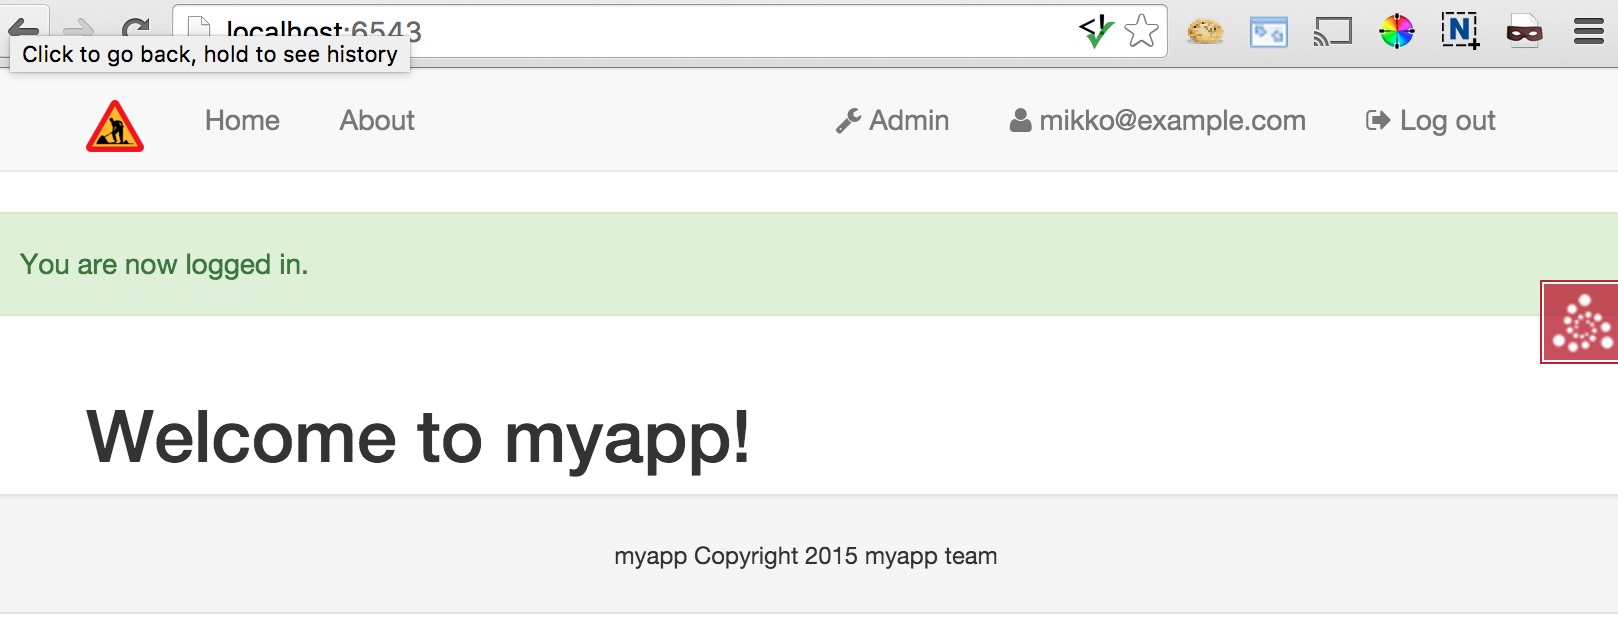 localhost:6543
Click to go back, hold to see history
Home About Admin mikko@example.com Log out
You are now logged in.
Welcome to myapp!
myapp Copyright 2015 myapp team